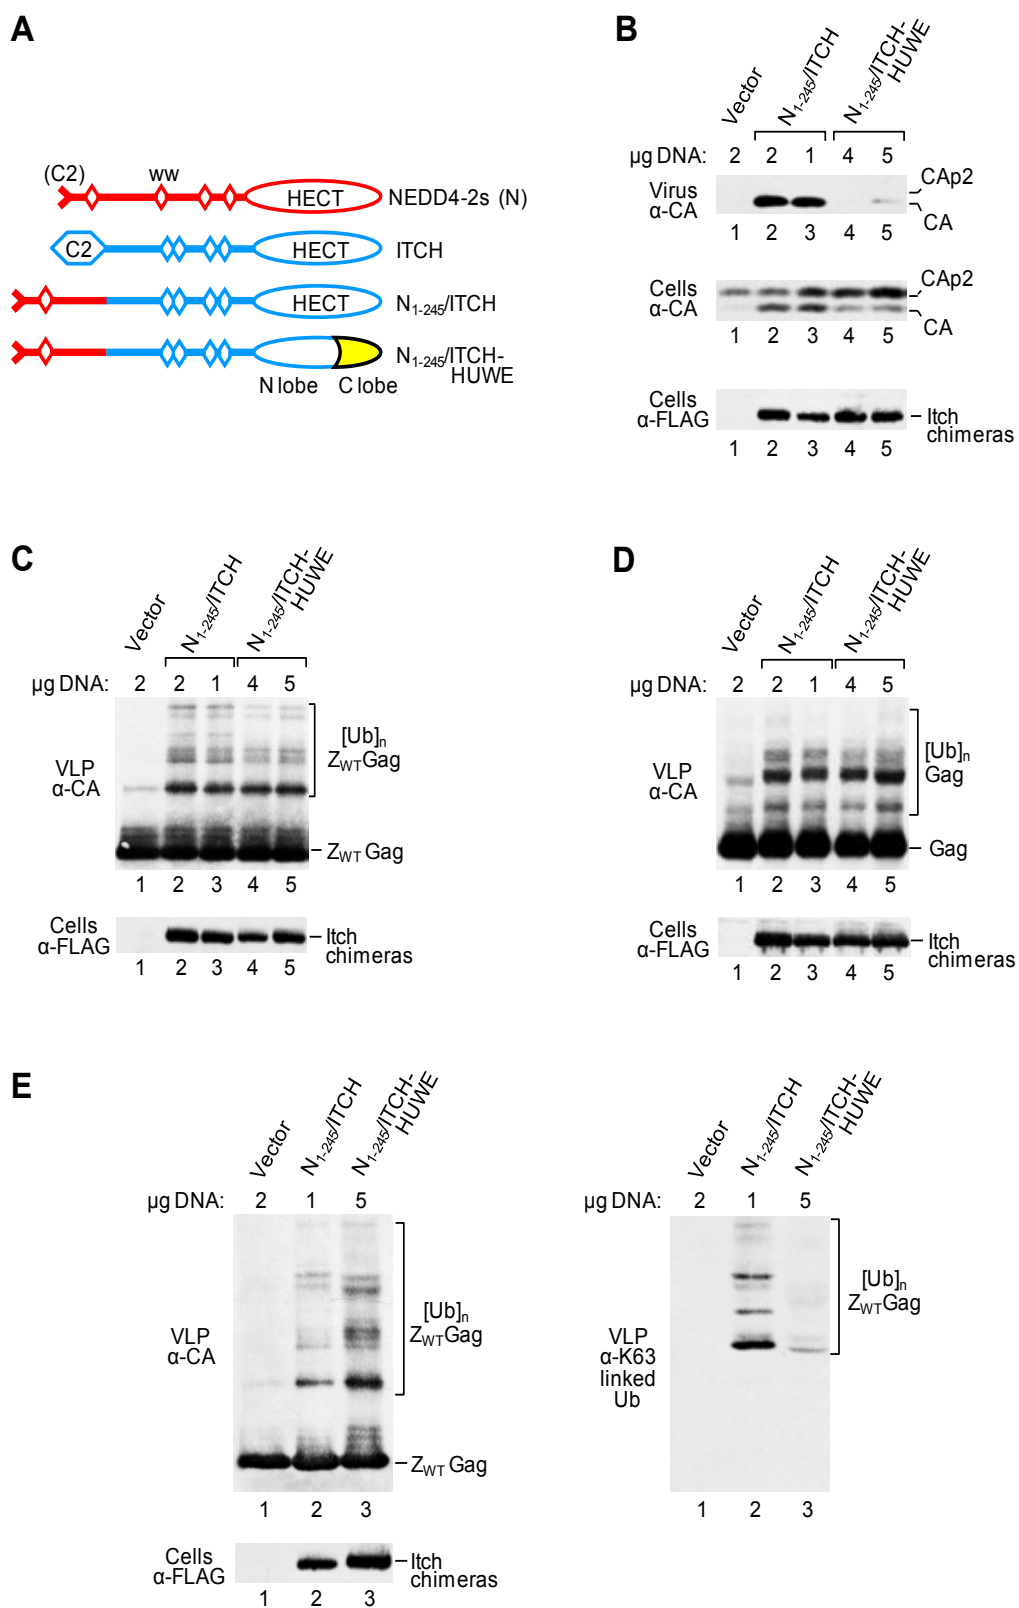 A
(C2)
WW
HECT
NEDD4-2s (N)
C2
HECT
ITCH
HECT
N1-245/ITCH
N1-245/ITCH-
HUWE
N lobe
C lobe
B
Vector
N1-245/ITCH
N1-245/ITCH-
HUWE
µg DNA: 2 2 1 4 5
Virus
α-CA
CAp2
CA
1 2 3 4 5
Cells
α-CA
CAp2
CA
1 2 3 4 5
Cells
α-FLAG
Itch
chimeras
1 2 3 4 5
C
Vector
N1-245/ITCH
N1-245/ITCH-
HUWE
µg DNA: 2 2 1 4 5
VLP
α-CA
[Ub]n
ZWTGag
ZWT Gag
1 2 3 4 5
Cells
α-FLAG
Itch
chimeras
1 2 3 4 5
D
Vector
N1-245/ITCH
N1-245/ITCH-
HUWE
µg DNA: 2 2 1 4 5
VLP
α-CA
[Ub]n
Gag
Gag
1 2 3 4 5
Cells
α-FLAG
Itch
chimeras
1 2 3 4 5
E
Vector
N1-245/ITCH
N1-245/ITCH-
HUWE
µg DNA: 2 1 5
VLP
α-CA
[Ub]n
ZWTGag
ZWT Gag
1 2 3
Cells
α-FLAG
Itch
chimeras
1 2 3
Vector
N1-245/ITCH
N1-245/ITCH-
HUWE
µg DNA: 2 1 5
VLP
α-K63
linked
Ub
[Ub]n
ZWTGag
1 2 3